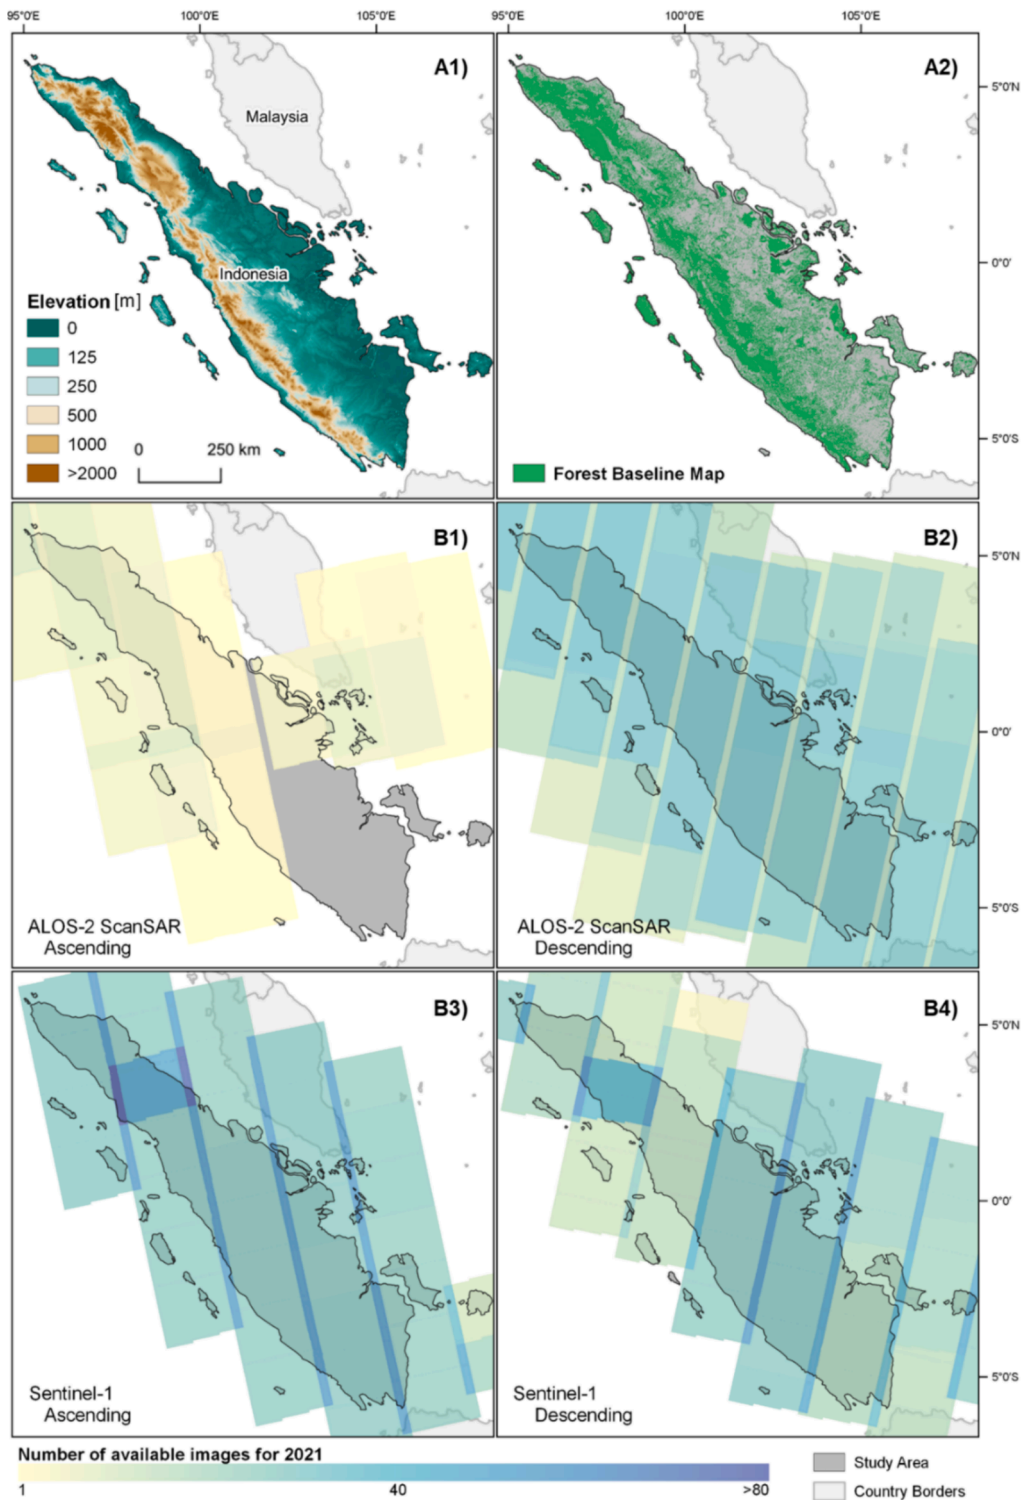 95°0'E 100°0'E 105°0'E 95°0'E 100°0'E 105°0'E
A1) A2)
5°0'N
Malaysia
Indonesia
0°0'
Elevation [m]
0
125
250
500
1000
>2000
0 250 km
5°0'S
Forest Baseline Map
B1) B2)
5°0'N
0°0'
5°0'S
ALOS-2 ScanSAR
Ascending
ALOS-2 ScanSAR
Descending
B3) B4)
5°0'N
0°0'
5°0'S
Sentinel-1
Ascending
Sentinel-1
Descending
Number of available images for 2021
1 40 >80
Study Area
Country Borders